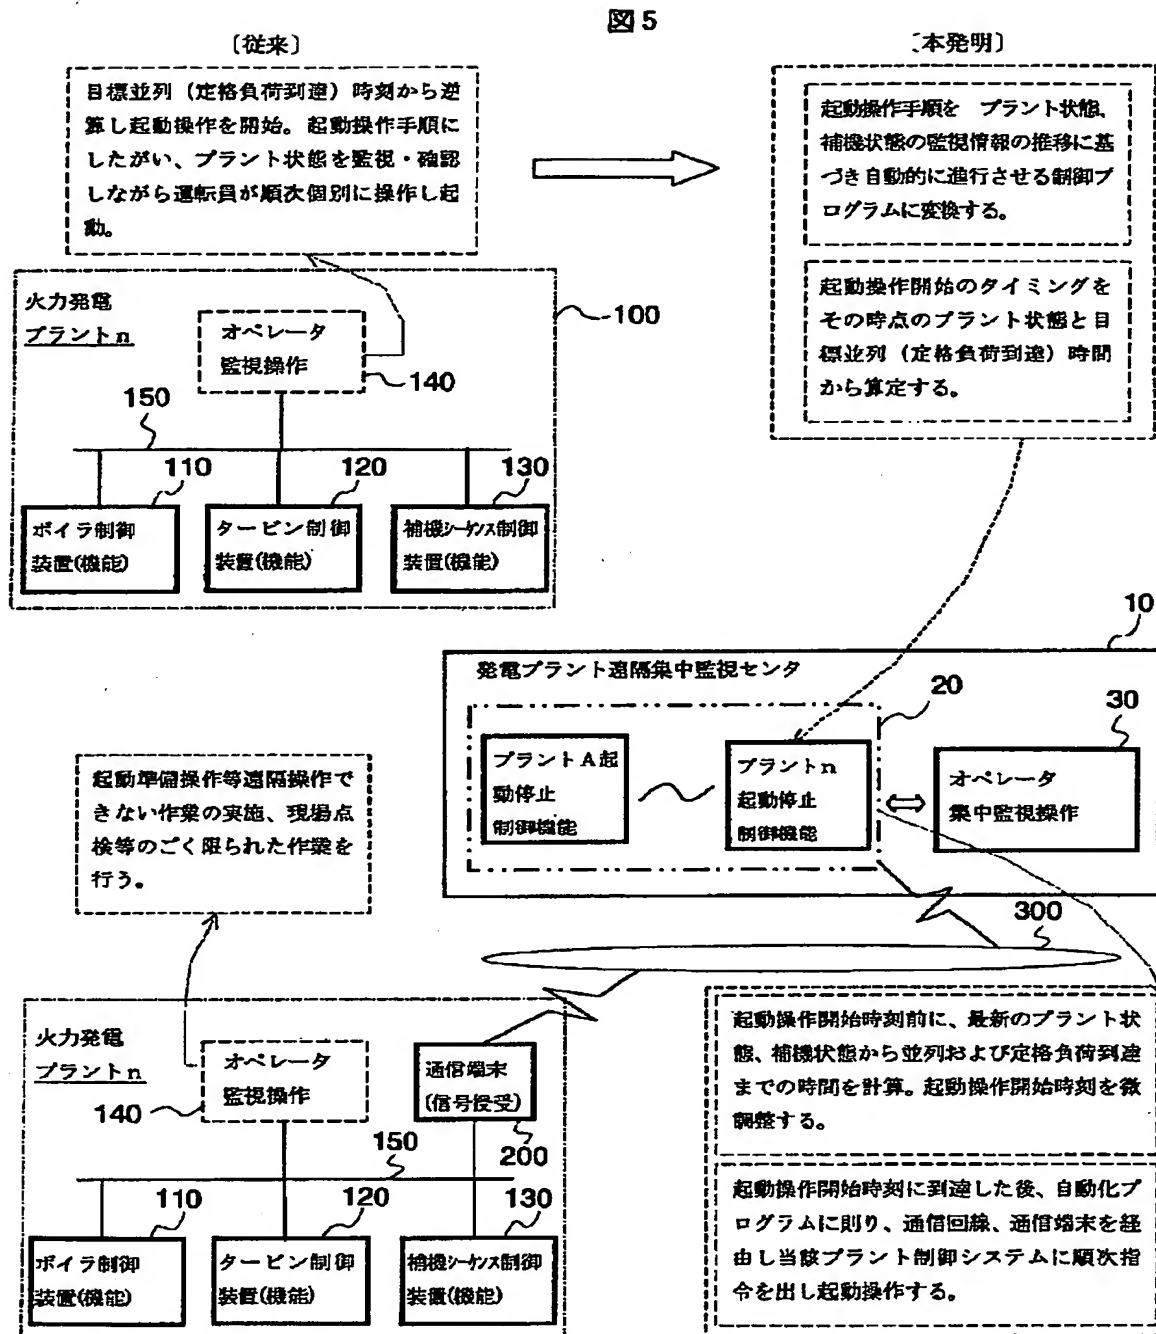 図5
〔従来〕
目標並列（定格負荷到達）時刻から逆
算し起動操作を開始。起動操作手順に
したがい、プラント状態を監視・確認
しながら運転員が順次個別に操作し起
動。
火力発電
プラントn
オペレータ
監視操作
140
100
150
110
120
130
ボイラ制御
装置(機能)
タービン制御
装置(機能)
補機シーケンス制御
装置(機能)
〔本発明〕
起動操作手順を　プラント状態、
補機状態の監視情報の推移に基
づき自動的に進行させる制御プ
ログラムに変換する。
起動操作開始のタイミングを
その時点のプラント状態と目
標並列（定格負荷到達）時間
から算定する。
10
発電プラント遠隔集中監視センタ
20
30
プラントA起
動停止
制御機能
プラントn
起動停止
制御機能
オペレータ
集中監視操作
300
起動準備操作等遠隔操作で
きない作業の実施、現場点
検等のごく限られた作業を
行う。
火力発電
プラントn
オペレータ
監視操作
140
通信端末
(信号授受)
200
150
110
120
130
ボイラ制御
装置(機能)
タービン制御
装置(機能)
補機シーケンス制御
装置(機能)
起動操作開始時刻前に、最新のプラント状
態、補機状態から並列および定格負荷到達
までの時間を計算。起動操作開始時刻を微
調整する。
起動操作開始時刻に到達した後、自動化プ
ログラムに則り、通信回線、通信端末を経
由し当該プラント制御システムに順次指
令を出し起動操作する。